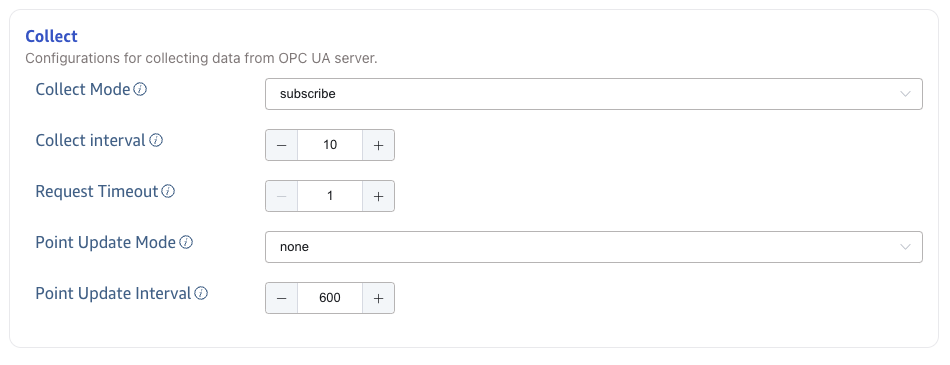 Collect
Configurations for collecting data from OPC UA server.
Collect Mode
subscribe
Collect interval
10
Request Timeout
1
Point Update Mode
none
Point Update Interval
600